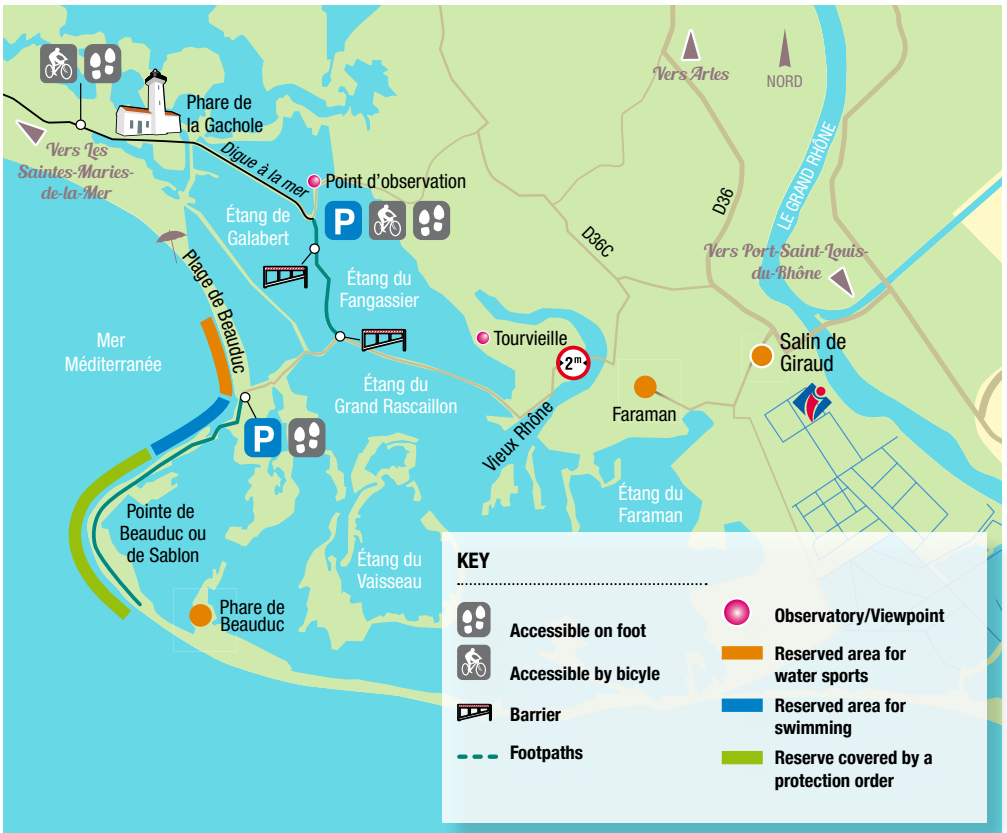 Vers Arles
NORD
Phare de
la Gachole
Vers Les
Saintes-Maries-
de-la-Mer
Digue à la mer
Point d'observation
P
Étang de
Galabert
D36
D36C
LE GRAND RHÔNE
Vers Port-Saint-Louis-
du-Rhône
Plage de Beauduc
Étang du
Fangassier
Mer
Méditerranée
Tourvieille
2m
Salin de
Giraud
Étang du
Grand Rascaillon
Faraman
Vieux Rhône
P
Étang du
Faraman
Pointe de
Beauduc ou
de Sablon
Étang du
Vaisseau
Phare de
Beauduc
KEY
Accessible on foot
Accessible by bicyle
Barrier
Footpaths
Observatory/Viewpoint
Reserved area for
water sports
Reserved area for
swimming
Reserve covered by a
protection order